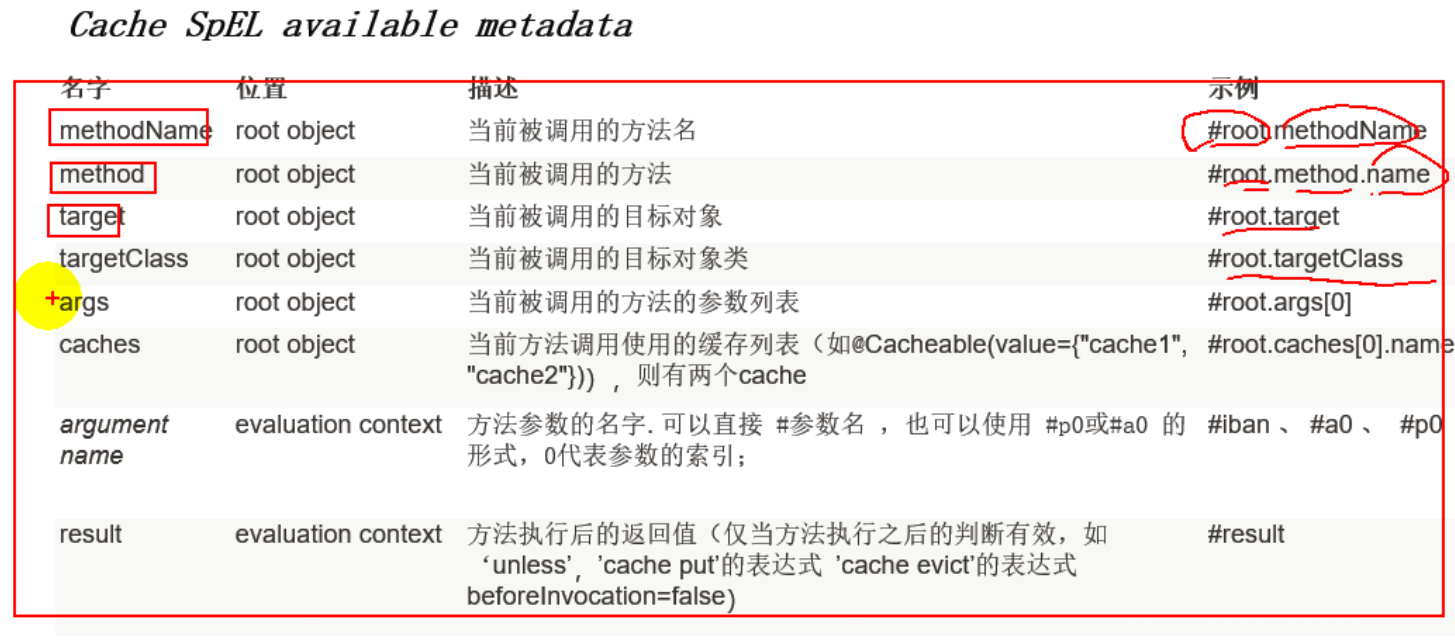 Cache SpEL available metadata
名字 位置 描述 示例
methodName root object 当前被调用的方法名 #root.methodName
method root object 当前被调用的方法 #root.method.name
target root object 当前被调用的目标对象 #root.target
targetClass root object 当前被调用的目标对象类 #root.targetClass
args root object 当前被调用的方法的参数列表 #root.args[0]
caches root object 当前方法调用使用的缓存列表（如@Cacheable(value={"cache1", #root.caches[0].name
"cache2"})），则有两个cache
argument evaluation context 方法参数的名字. 可以直接 #参数名 ，也可以使用 #p0或#a0 的 #iban 、 #a0 、 #p0
name 形式，0代表参数的索引；
result evaluation context 方法执行后的返回值（仅当方法执行之后的判断有效，如 #result
‘unless’，'cache put'的表达式 'cache evict'的表达式
beforeInvocation=false）